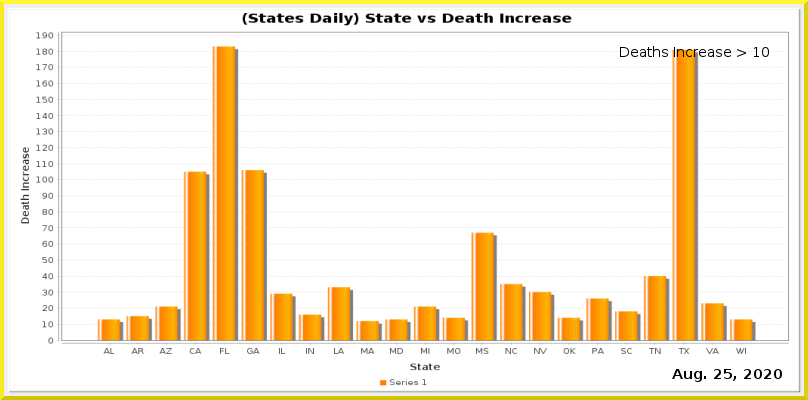 (States Daily) State vs Death Increase
Deaths Increase > 10
Death Increase
190
180
170
160
150
140
130
120
110
100
90
80
70
60
50
40
30
20
10
0
AL AR AZ CA FL GA IL IN LA MA MD MI MO MS NC NV OK PA SC TN TX VA WI
State
Series 1
Aug. 25, 2020